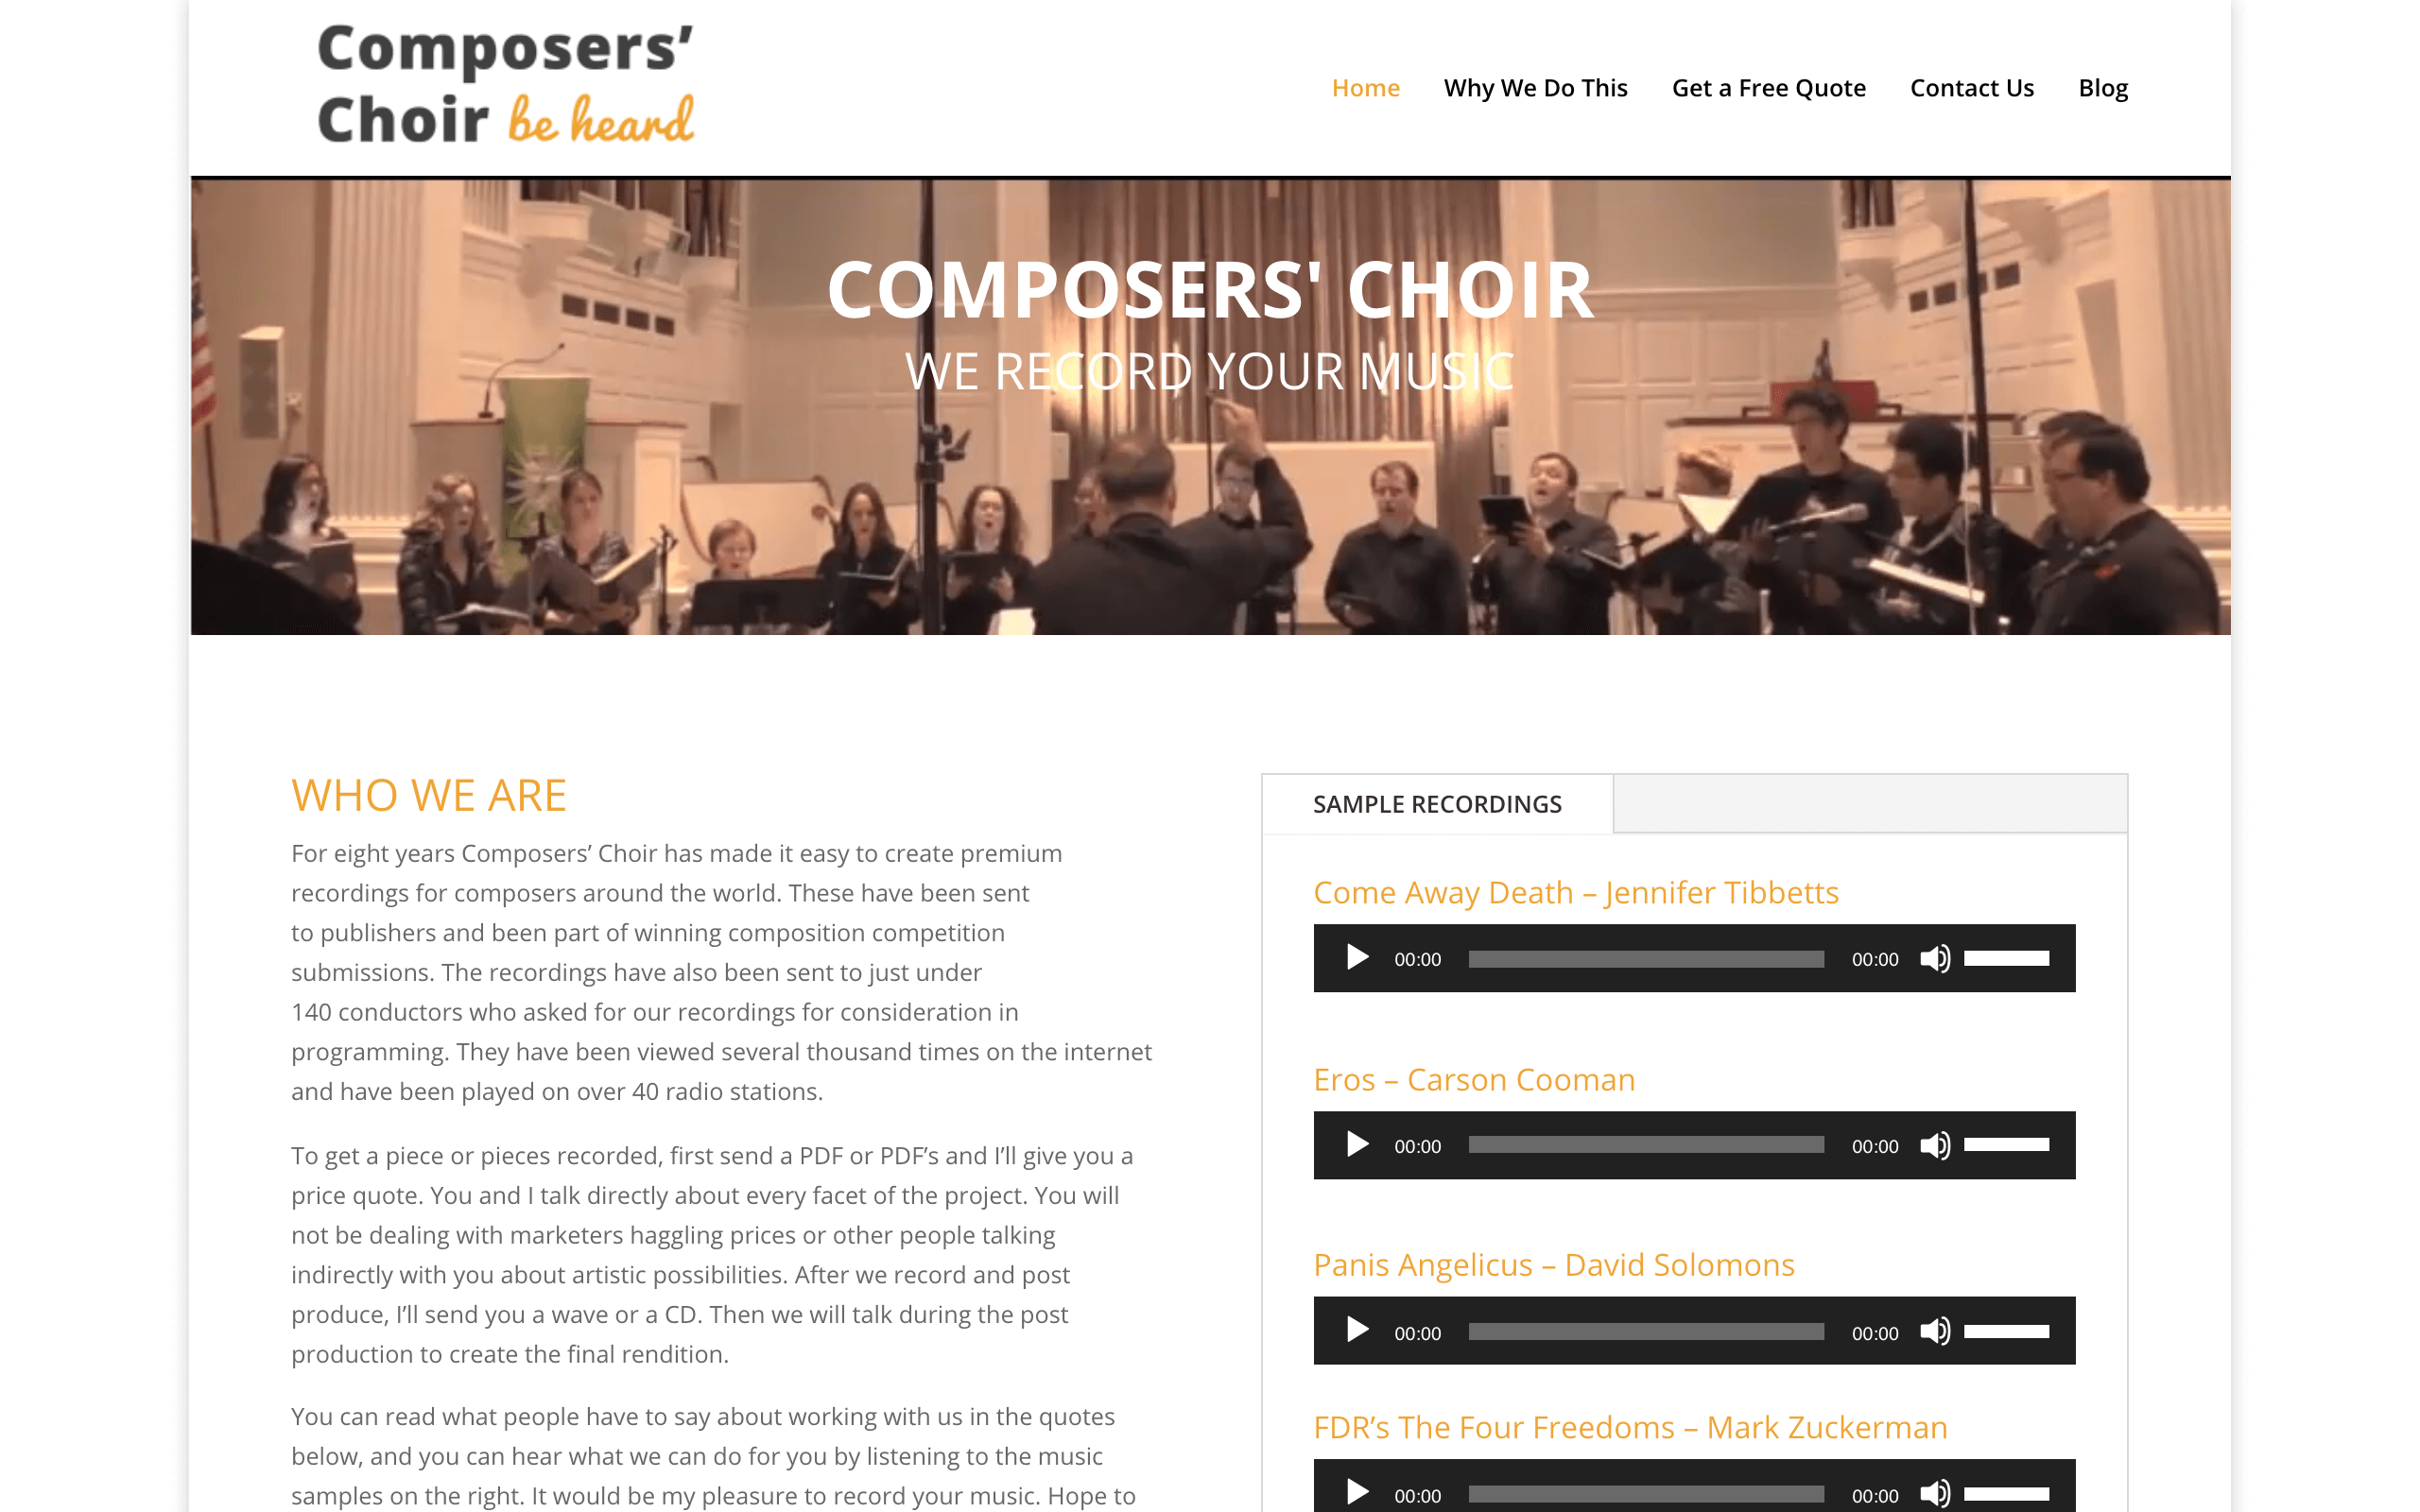 Composers’
Choir be heard
Home Why We Do This Get a Free Quote Contact Us Blog
COMPOSERS' CHOIR
WE RECORD YOUR MUSIC
WHO WE ARE
For eight years Composers’ Choir has made it easy to create premium
recordings for composers around the world. These have been sent
to publishers and been part of winning composition competition
submissions. The recordings have also been sent to just under
140 conductors who asked for our recordings for consideration in
programming. They have been viewed several thousand times on the internet
and have been played on over 40 radio stations.
To get a piece or pieces recorded, first send a PDF or PDF’s and I’ll give you a
price quote. You and I talk directly about every facet of the project. You will
not be dealing with marketers haggling prices or other people talking
indirectly with you about artistic possibilities. After we record and post
produce, I’ll send you a wave or a CD. Then we will talk during the post
production to create the final rendition.
You can read what people have to say about working with us in the quotes
below, and you can hear what we can do for you by listening to the music
samples on the right. It would be my pleasure to record your music. Hope to
SAMPLE RECORDINGS
Come Away Death – Jennifer Tibbetts
00:00 00:00
Eros – Carson Cooman
00:00 00:00
Panis Angelicus – David Solomons
00:00 00:00
FDR’s The Four Freedoms – Mark Zuckerman
00:00 00:00